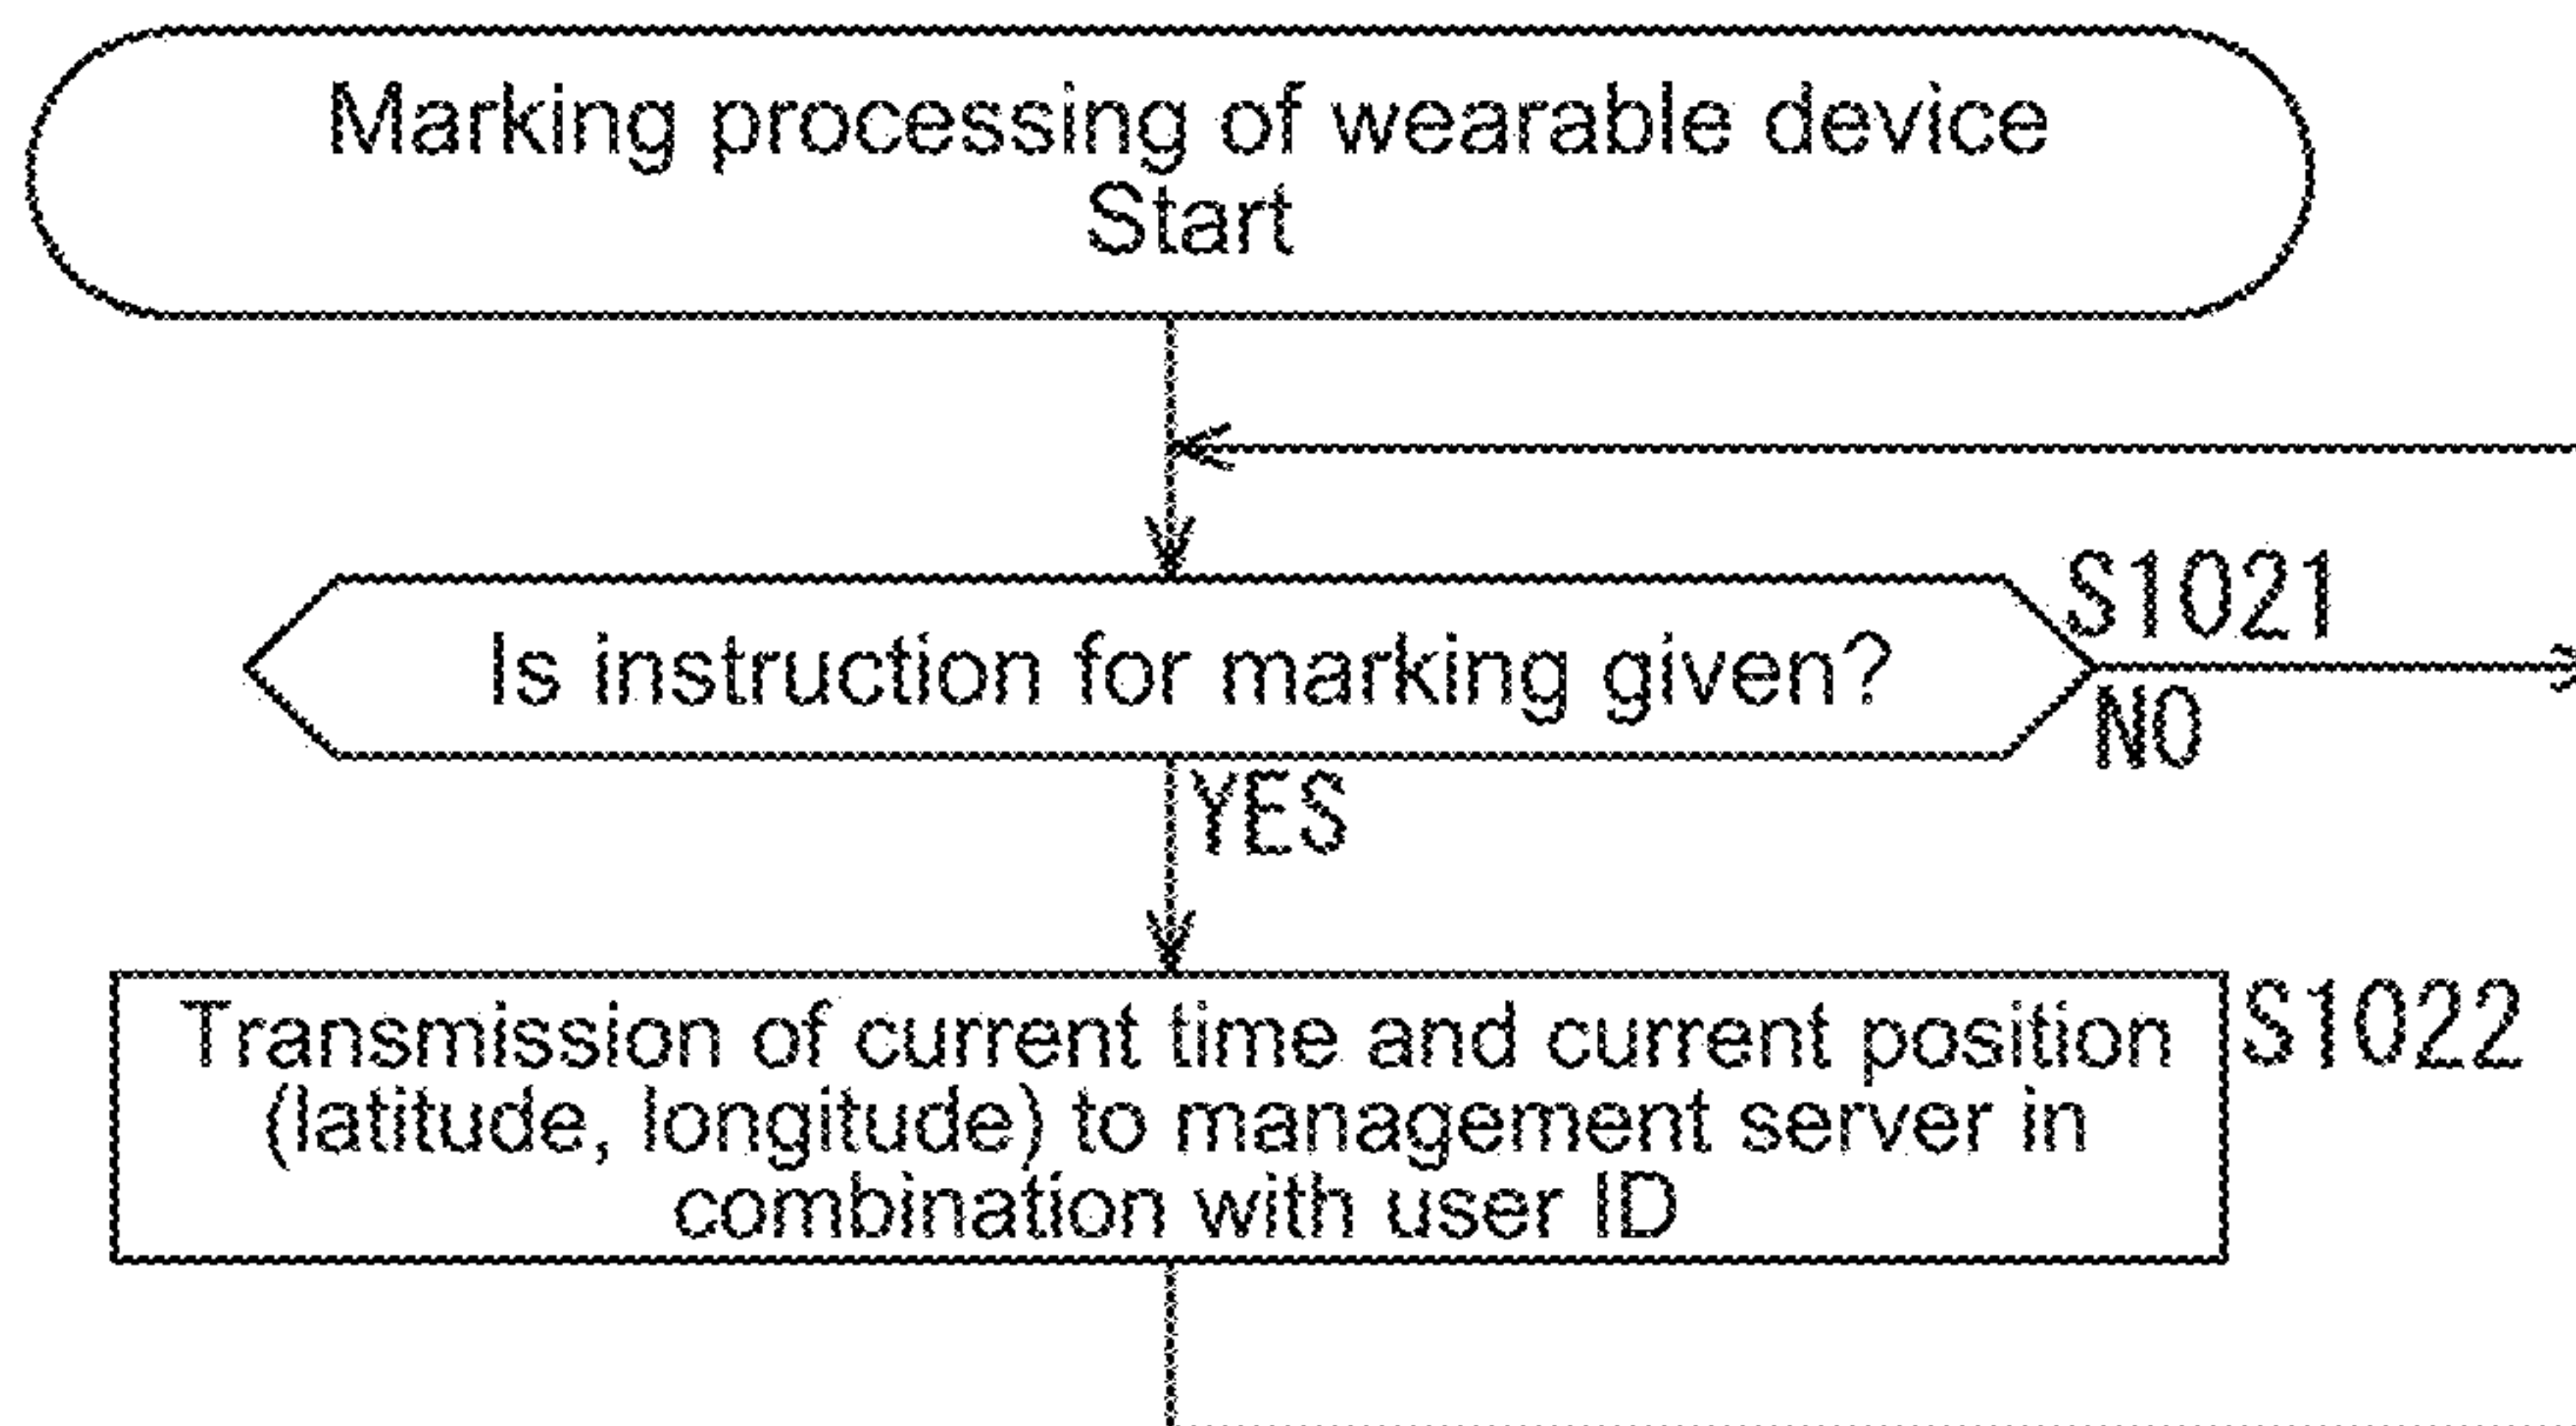 Marking processing of wearable device
Start
S1021
Is instruction for marking given?
NO
YES
Transmission of current time and current position
(latitude, longitude) to management server in
combination with user ID
S1022